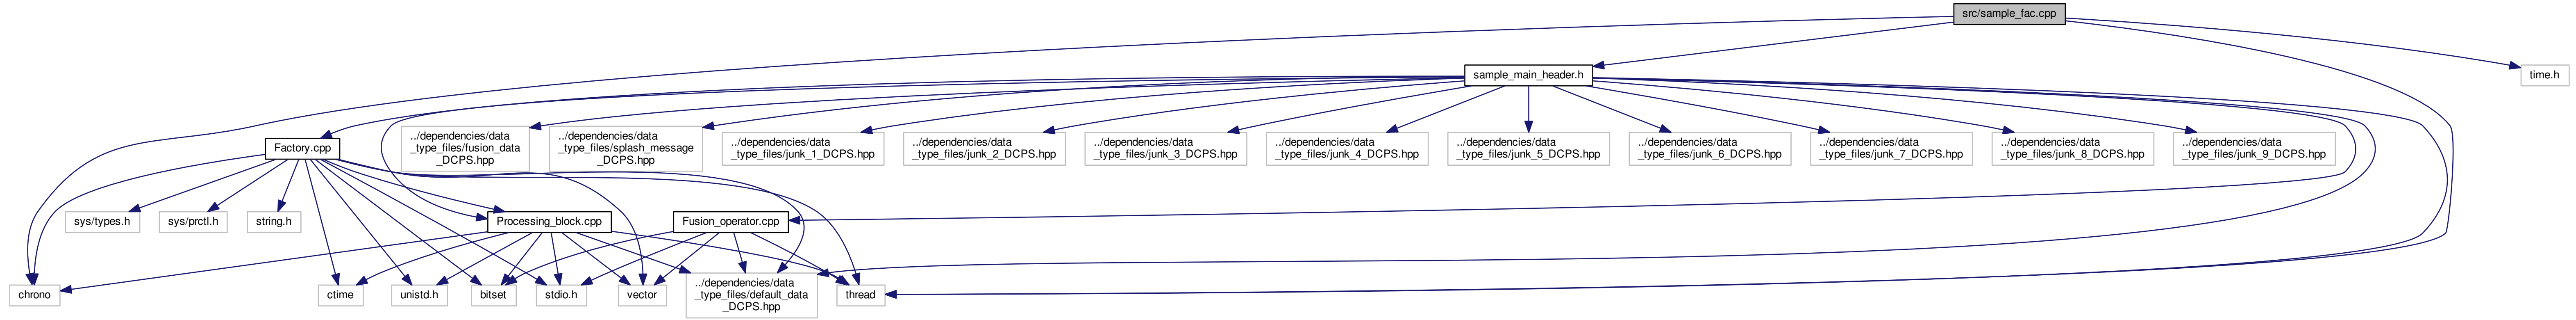 src/sample_fac.cpp
sample_main_header.h
time.h
Factory.cpp
../dependencies/data
_type_files/fusion_data
_DCPS.hpp
../dependencies/data
_type_files/splash_message
_DCPS.hpp
../dependencies/data
_type_files/junk_1_DCPS.hpp
../dependencies/data
_type_files/junk_2_DCPS.hpp
../dependencies/data
_type_files/junk_3_DCPS.hpp
../dependencies/data
_type_files/junk_4_DCPS.hpp
../dependencies/data
_type_files/junk_5_DCPS.hpp
../dependencies/data
_type_files/junk_6_DCPS.hpp
../dependencies/data
_type_files/junk_7_DCPS.hpp
../dependencies/data
_type_files/junk_8_DCPS.hpp
../dependencies/data
_type_files/junk_9_DCPS.hpp
sys/types.h
sys/prctl.h
string.h
Processing_block.cpp
Fusion_operator.cpp
chrono
ctime
unistd.h
bitset
stdio.h
vector
../dependencies/data
_type_files/default_data
_DCPS.hpp
thread